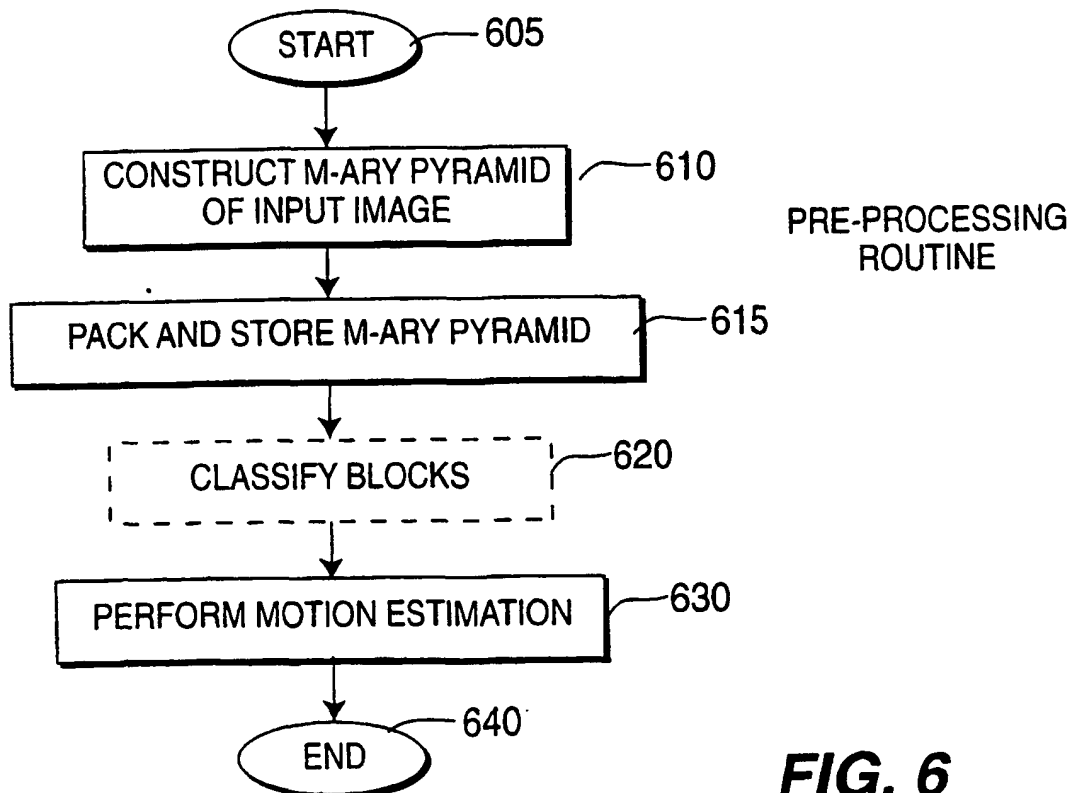 START
605
CONSTRUCT M-ARY PYRAMID
OF INPUT IMAGE
610
PRE-PROCESSING
ROUTINE
PACK AND STORE M-ARY PYRAMID
615
CLASSIFY BLOCKS
620
PERFORM MOTION ESTIMATION
630
END
640
FIG. 6